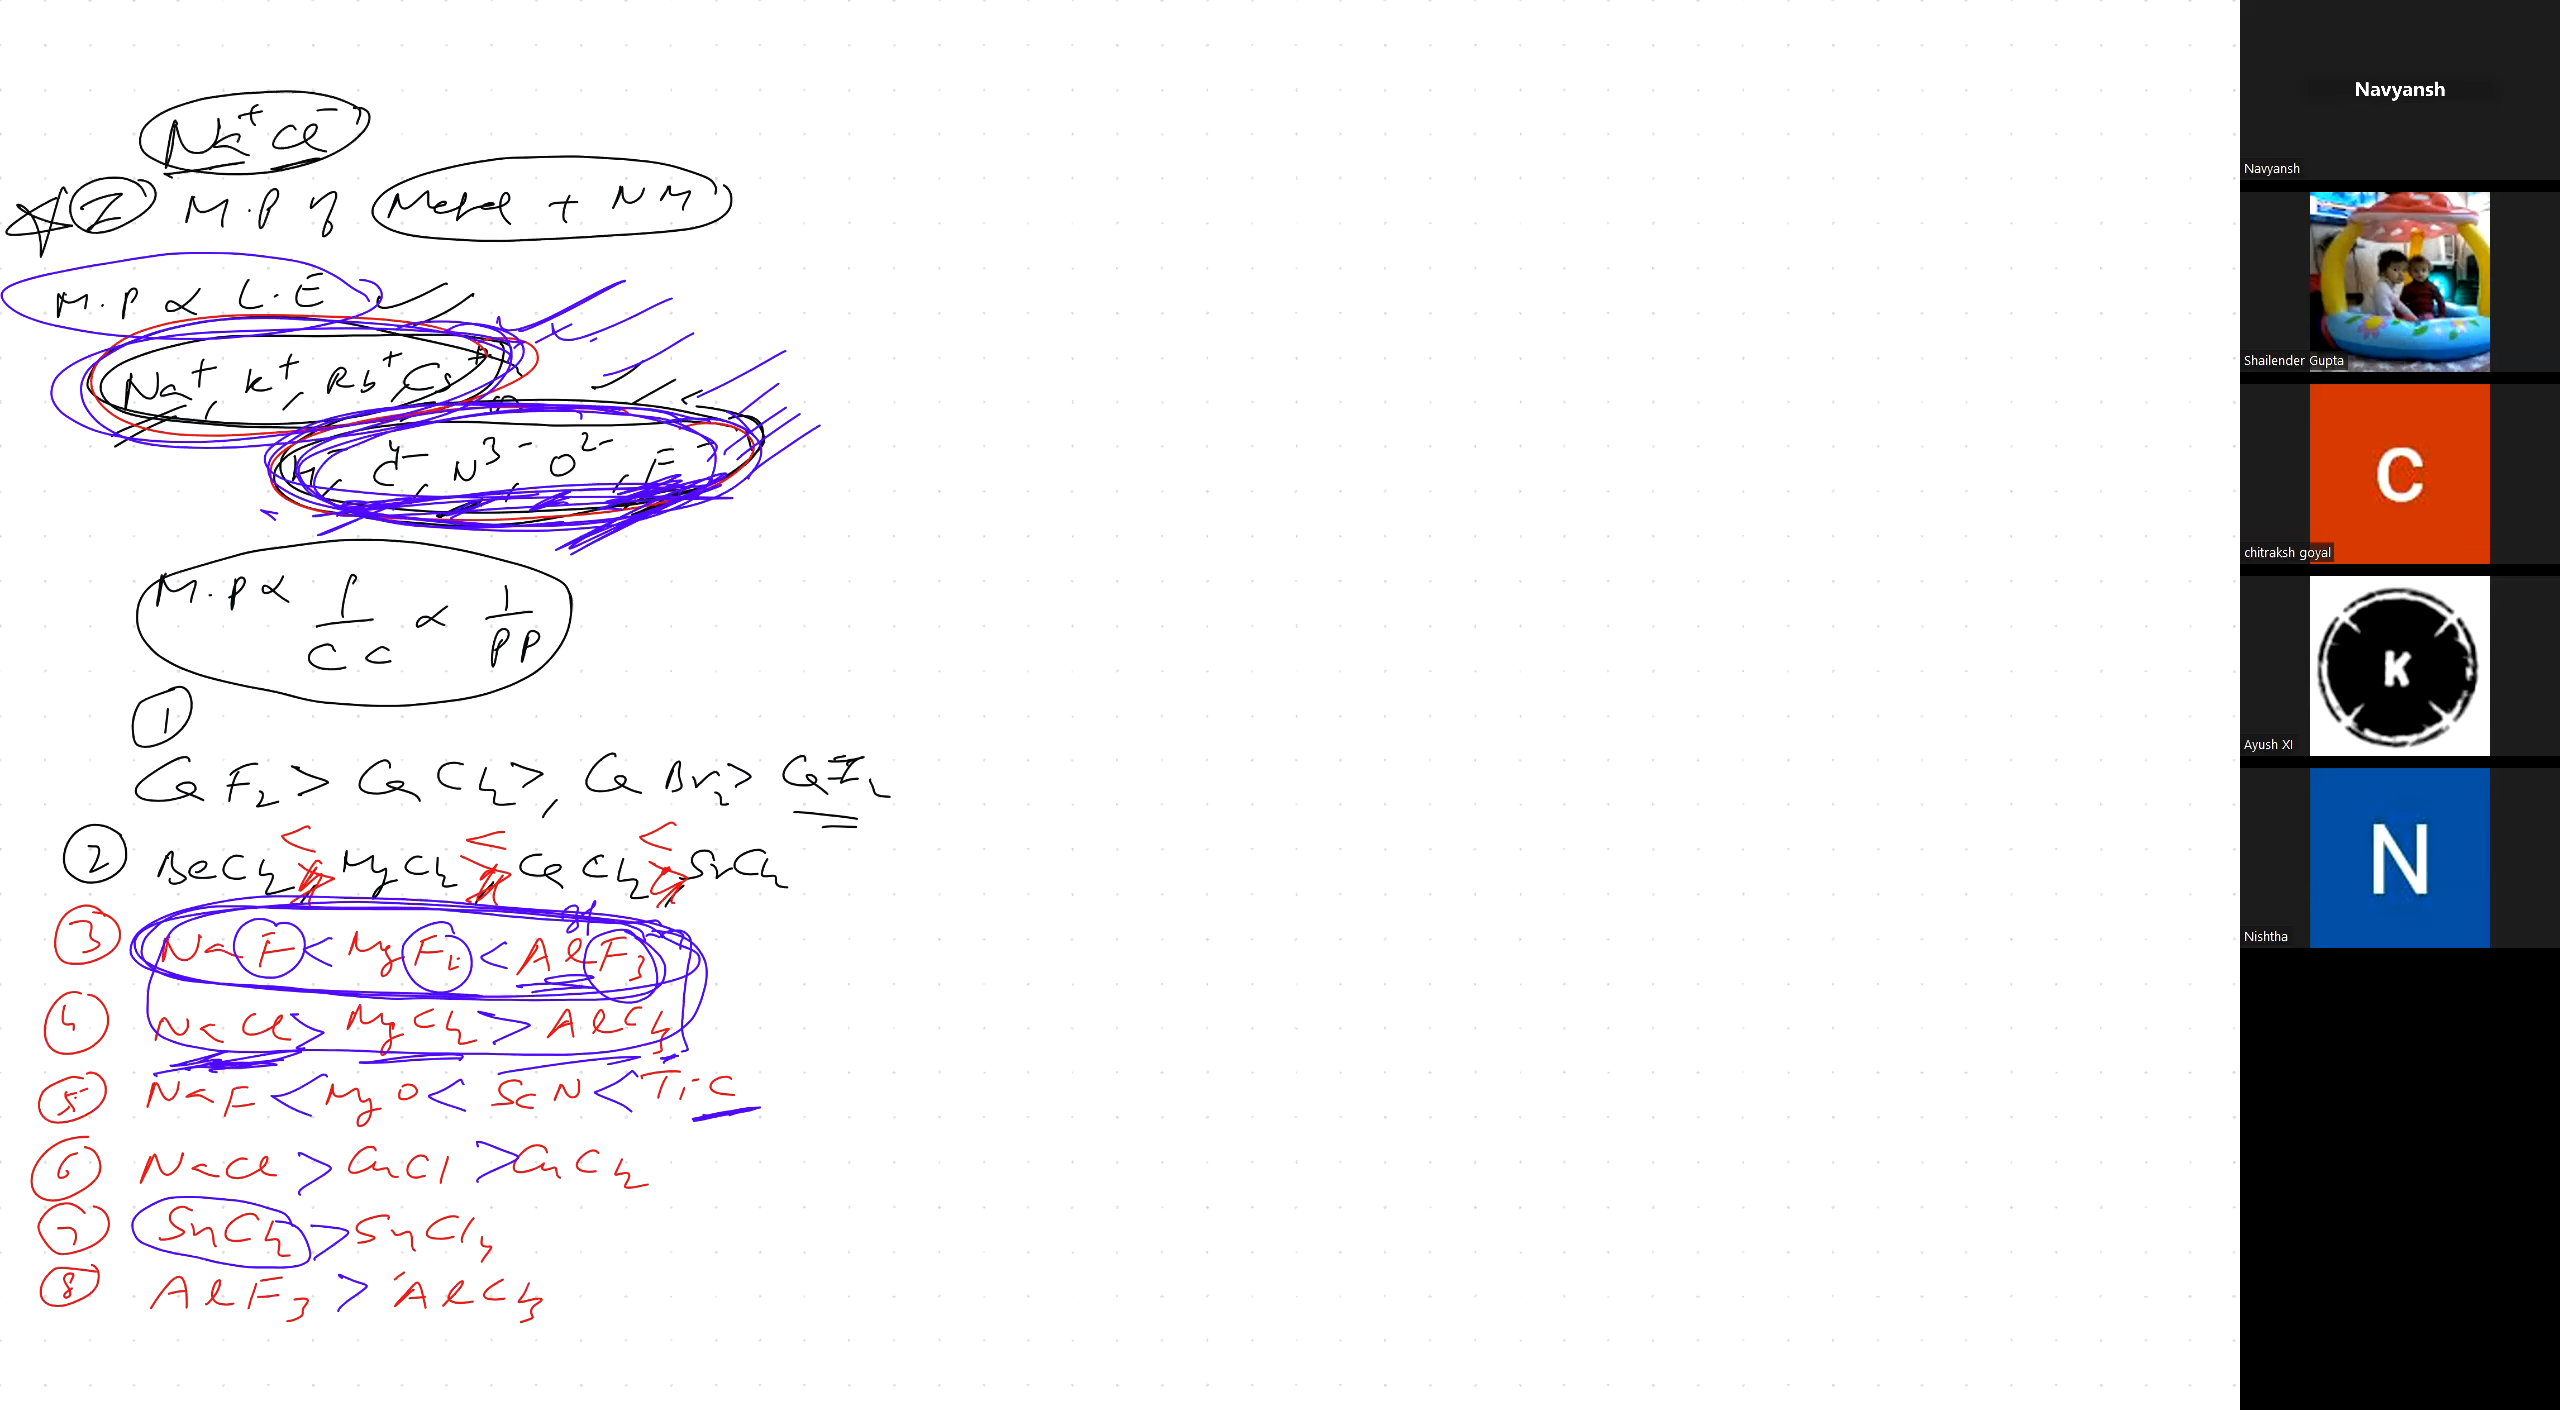 Na⁺ Cl⁻
② M.P of Metal + NM
M.P ∝ L.E
Na⁺, K⁺, Rb⁺, Cs⁺
H⁻, C⁴⁻, N³⁻, O²⁻, F⁻
M.P ∝ 1/CC ∝ 1/PP
①
CaF₂ > CaCl₂ >, CaBr₂ > CaI₂
② BeCl₂ < MgCl₂ < CaCl₂ < SrCl₂
③ NaF < MgF₂ < AlF₃
④ NaCl > MgCl₂ > AlCl₃
⑤ NaF < MgO < ScN < TiC
⑥ NaCl > CuCl > CuCl₂
⑦ SnCl₂ > SnCl₄
⑧ AlF₃ > AlCl₃
Navyansh
Navyansh
Shailender Gupta
C
chitraksh goyal
K
Ayush XI
N
Nishtha